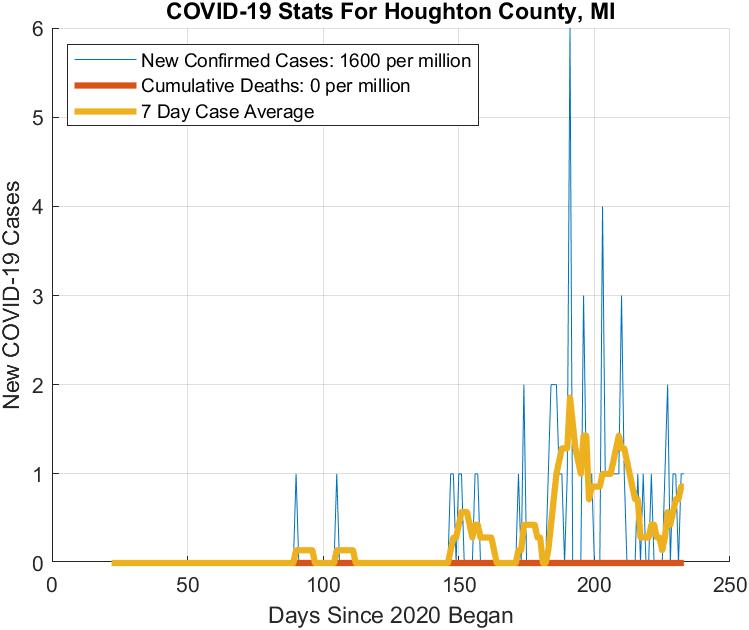 COVID-19 Stats For Houghton County, MI
New Confirmed Cases: 1600 per million
Cumulative Deaths: 0 per million
7 Day Case Average
New COVID-19 Cases
6
5
4
3
2
1
0
0 50 100 150 200 250
Days Since 2020 Began